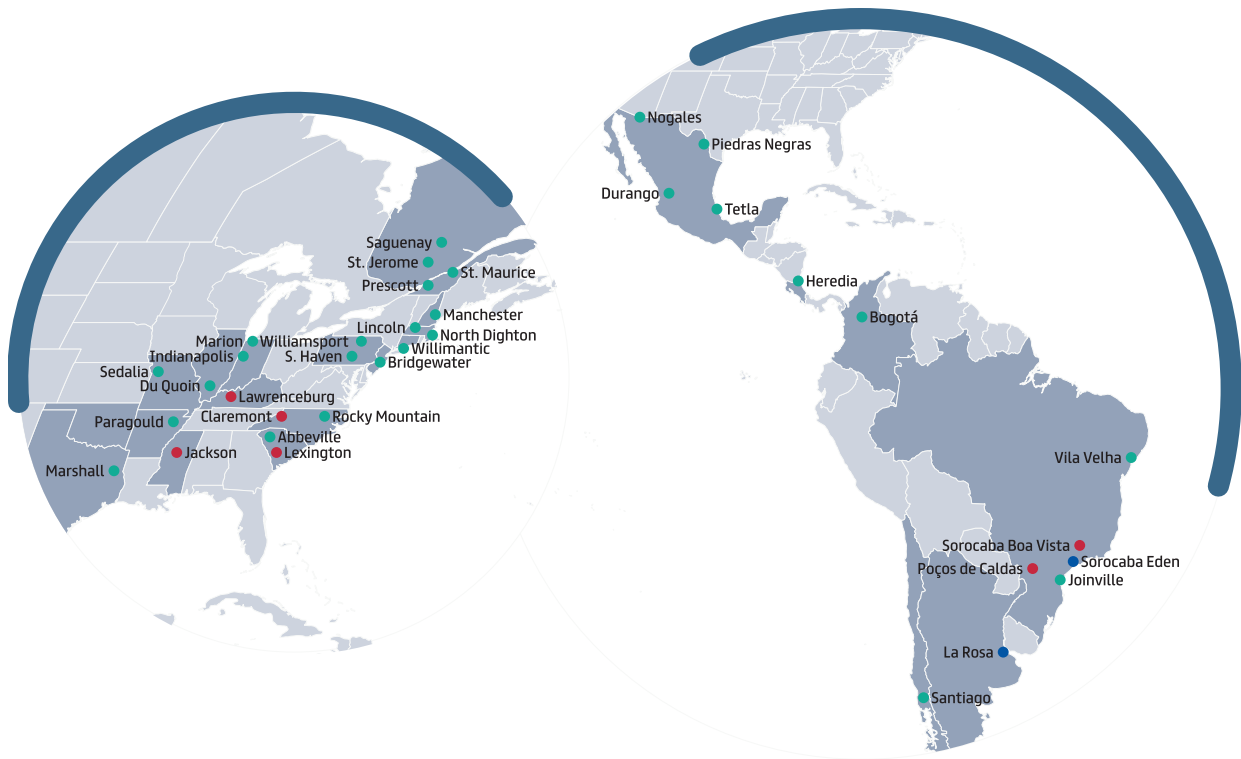 Saguenay
St. Jerome
St. Maurice
Prescott
Manchester
Lincoln
North Dighton
Marion
Williamsport
Willimantic
Indianapolis
S. Haven
Bridgewater
Sedalia
Du Quoin
Lawrenceburg
Claremont
Rocky Mountain
Paragould
Abbeville
Jackson
Lexington
Marshall
Nogales
Piedras Negras
Durango
Tetla
Heredia
Bogotá
Vila Velha
Sorocaba Boa Vista
Sorocaba Eden
Poços de Caldas
Joinville
La Rosa
Santiago